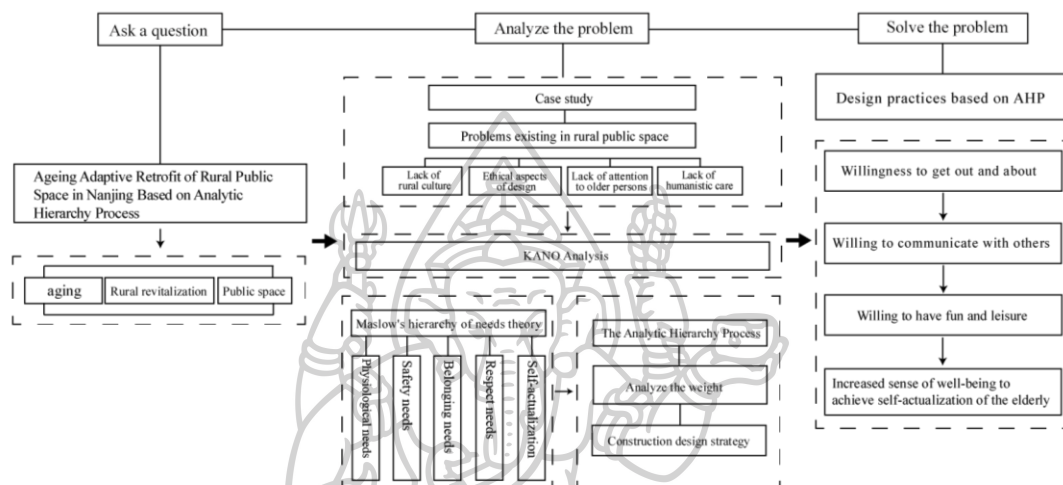 Ask a question
Analyze the problem
Solve the problem
Ageing Adaptive Retrofit of Rural Public
Space in Nanjing Based on Analytic
Hierarchy Process
aging
Rural revitalization
Public space
Case study
Problems existing in rural public space
Lack of
rural culture
Ethical aspects
of design
Lack of attention
to older persons
Lack of
humanistic care
KANO Analysis
Maslow's hierarchy of needs theory
Physiological needs
Safety needs
Belonging needs
Respect needs
Self-actualization
The Analytic Hierarchy Process
Analyze the weight
Construction design strategy
Design practices based on AHP
Willingness to get out and about
Willing to communicate with others
Willing to have fun and leisure
Increased sense of well-being to
achieve self-actualization of the elderly